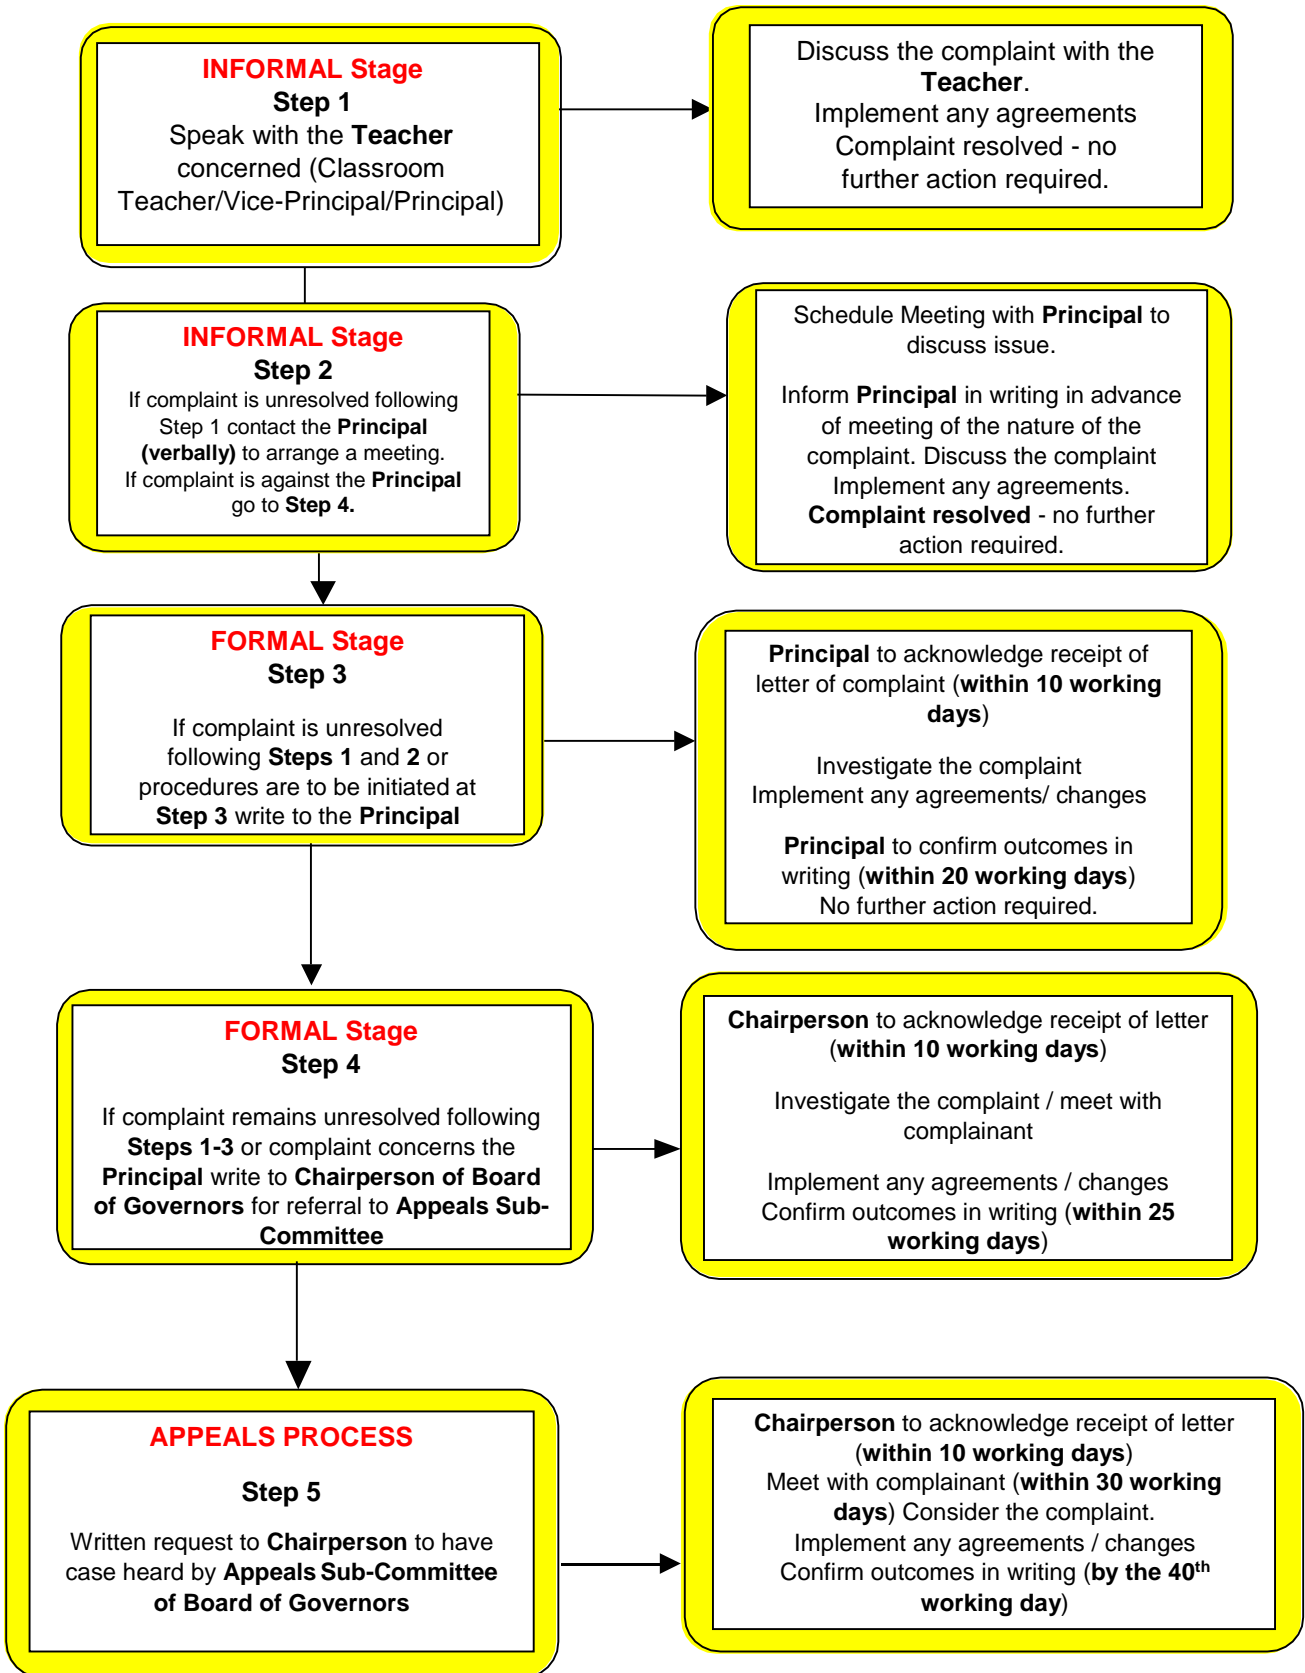 INFORMAL Stage
Step 1
Speak with the Teacher
concerned (Classroom
Teacher/Vice-Principal/Principal)
Discuss the complaint with the
Teacher.
Implement any agreements
Complaint resolved - no
further action required.
INFORMAL Stage
Step 2
If complaint is unresolved following
Step 1 contact the Principal
(verbally) to arrange a meeting.
If complaint is against the Principal
go to Step 4.
Schedule Meeting with Principal to
discuss issue.
Inform Principal in writing in advance
of meeting of the nature of the
complaint. Discuss the complaint
Implement any agreements.
Complaint resolved - no further
action required.
FORMAL Stage
Step 3
If complaint is unresolved
following Steps 1 and 2 or
procedures are to be initiated at
Step 3 write to the Principal
Principal to acknowledge receipt of
letter of complaint (within 10 working
days)
Investigate the complaint
Implement any agreements/ changes
Principal to confirm outcomes in
writing (within 20 working days)
No further action required.
FORMAL Stage
Step 4
If complaint remains unresolved following
Steps 1-3 or complaint concerns the
Principal write to Chairperson of Board
of Governors for referral to Appeals Sub-
Committee
Chairperson to acknowledge receipt of letter
(within 10 working days)
Investigate the complaint / meet with
complainant
Implement any agreements / changes
Confirm outcomes in writing (within 25
working days)
APPEALS PROCESS
Step 5
Written request to Chairperson to have
case heard by Appeals Sub-Committee
of Board of Governors
Chairperson to acknowledge receipt of letter
(within 10 working days)
Meet with complainant (within 30 working
days) Consider the complaint.
Implement any agreements / changes
Confirm outcomes in writing (by the 40th
working day)